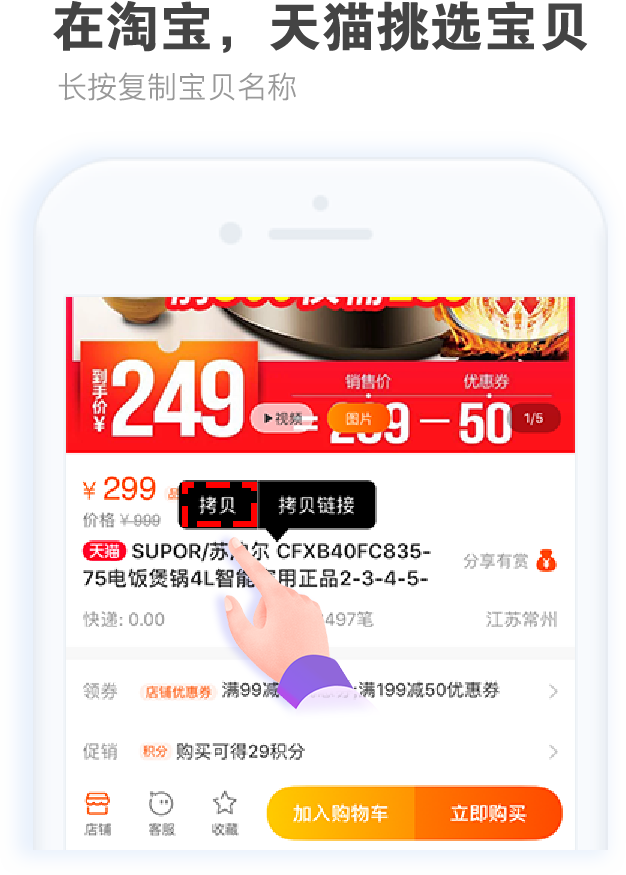 在淘宝，天猫挑选宝贝
长按复制宝贝名称
到手价¥
249
销售价
优惠券
视频
图片
50
1/5
¥299
拷贝
拷贝链接
价格 ¥999
天猫 SUPOR/苏 尔 CFXB40FC835-
75电饭煲锅4L智能 用正品2-3-4-5-
分享有赏
快递: 0.00
497笔
江苏常州
领券
店铺优惠券
满99减
;满199减50优惠券
促销
积分
购买可得29积分
店铺
客服
收藏
加入购物车
立即购买